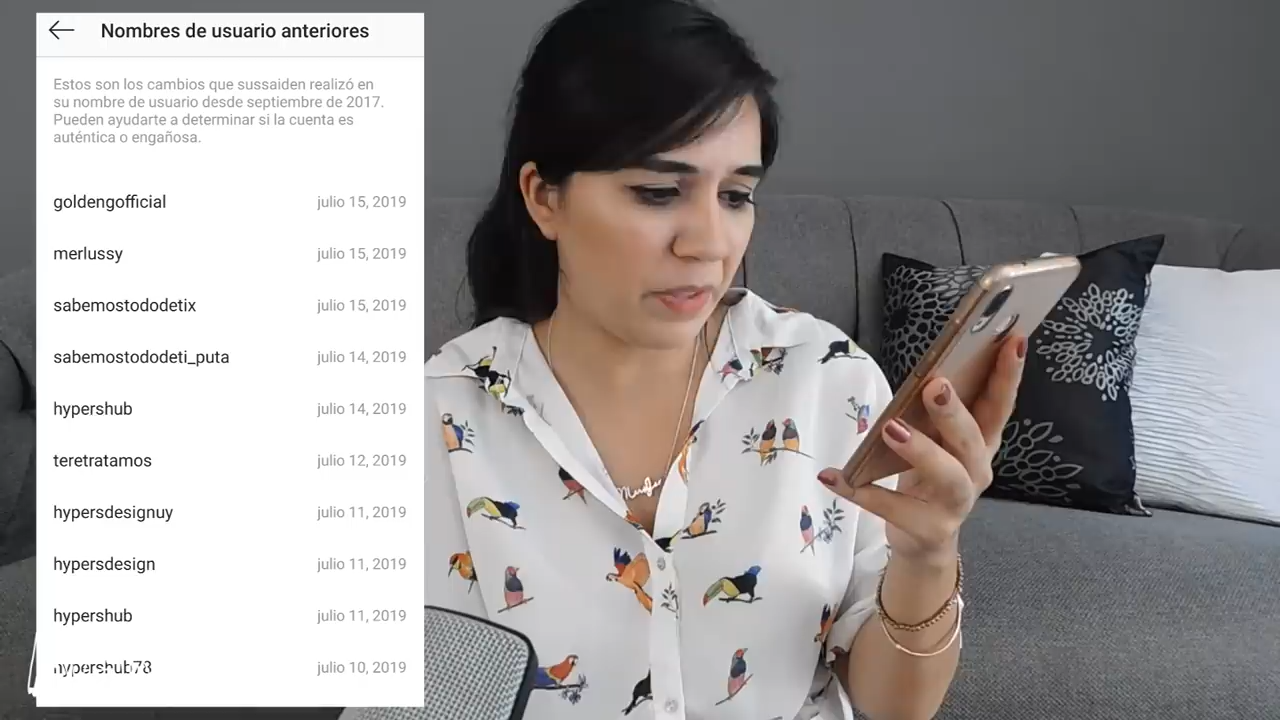 Nombres de usuario anteriores
Estos son los cambios que sussaiden realizó en
su nombre de usuario desde septiembre de 2017.
Pueden ayudarte a determinar si la cuenta es
auténtica o engañosa.
goldengofficial julio 15, 2019
merlussy julio 15, 2019
sabemostododetix julio 15, 2019
sabemostododeti_puta julio 14, 2019
hypershub julio 14, 2019
teretratamos julio 12, 2019
hypersdesignuy julio 11, 2019
hypersdesign julio 11, 2019
hypershub julio 11, 2019
hypershub78 julio 10, 2019